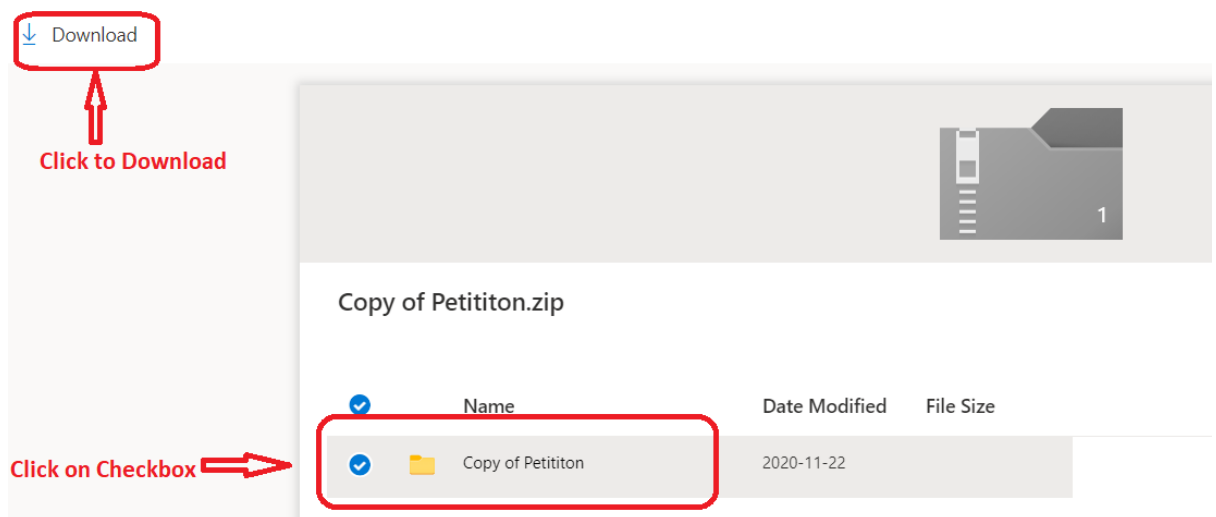 Download
Click to Download
1
Copy of Petititon.zip
Name Date Modified File Size
Click on Checkbox Copy of Petititon 2020-11-22